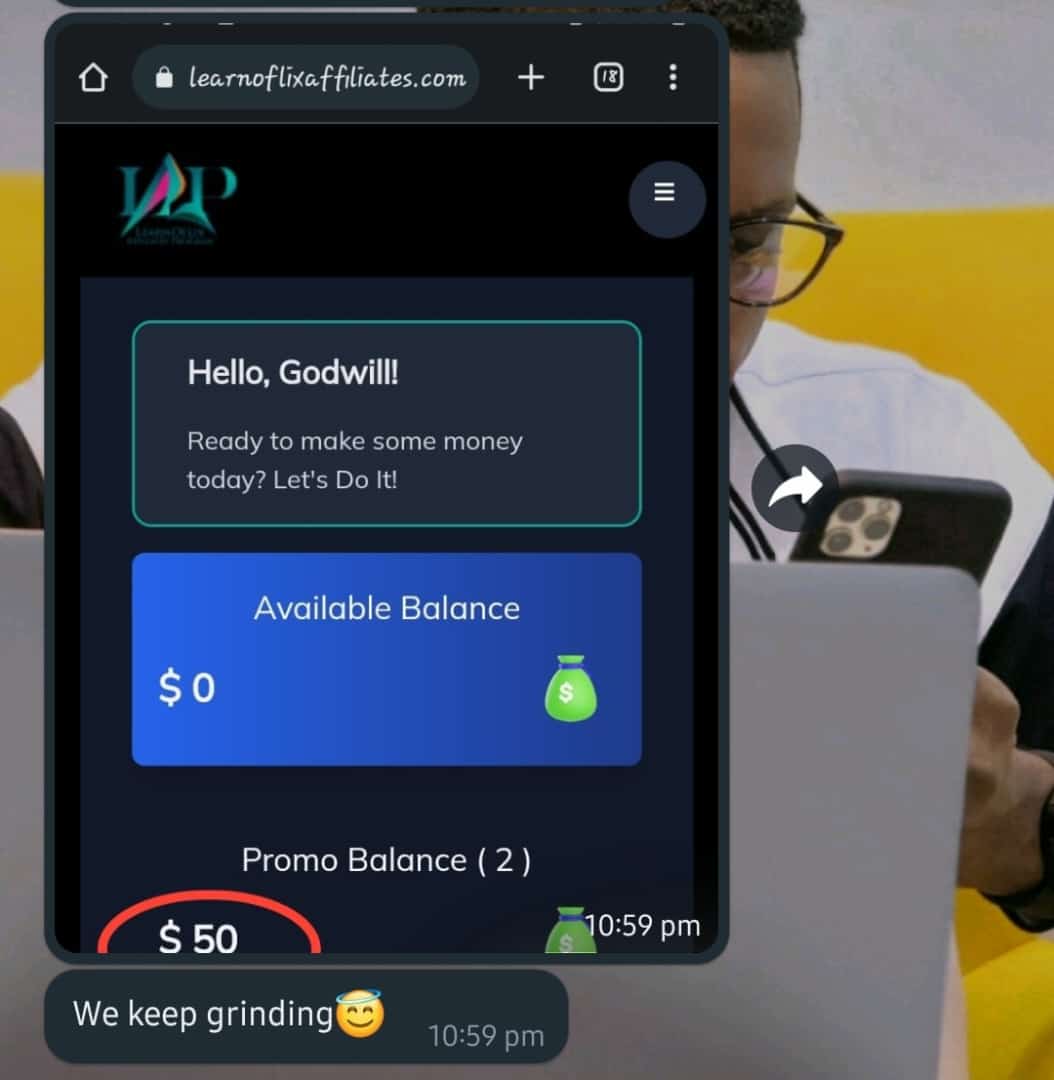 learnoflixaffiliates.com
18
LAP
LEARNOFLIX
Hello, Godwill!
Ready to make some money
today? Let's Do It!
Available Balance
$ 0
$
Promo Balance ( 2 )
$ 50
$
10:59 pm
We keep grinding😇
10:59 pm